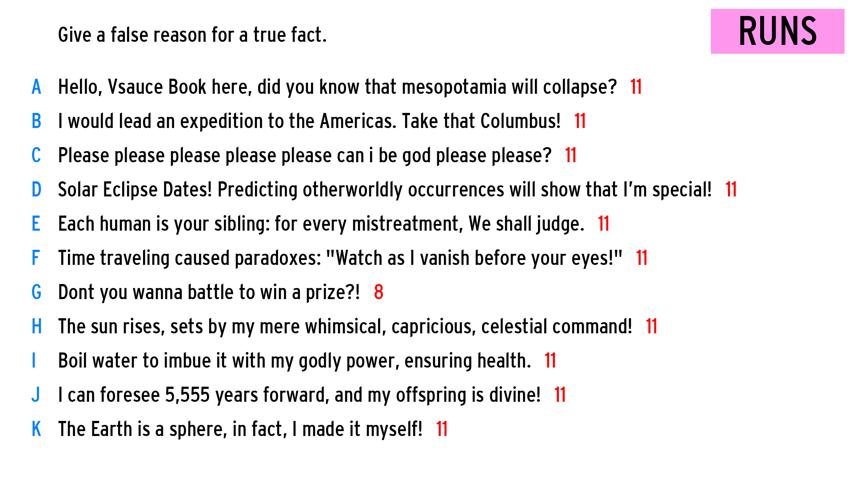 Give a false reason for a true fact.
RUNS
A Hello, Vsauce Book here, did you know that mesopotamia will collapse? 11
B I would lead an expedition to the Americas. Take that Columbus! 11
C Please please please please please can i be god please please? 11
D Solar Eclipse Dates! Predicting otherworldly occurrences will show that I'm special! 11
E Each human is your sibling: for every mistreatment, We shall judge. 11
F Time traveling caused paradoxes: "Watch as I vanish before your eyes!" 11
G Dont you wanna battle to win a prize?! 8
H The sun rises, sets by my mere whimsical, capricious, celestial command! 11
I Boil water to imbue it with my godly power, ensuring health. 11
J I can foresee 5,555 years forward, and my offspring is divine! 11
K The Earth is a sphere, in fact, I made it myself! 11